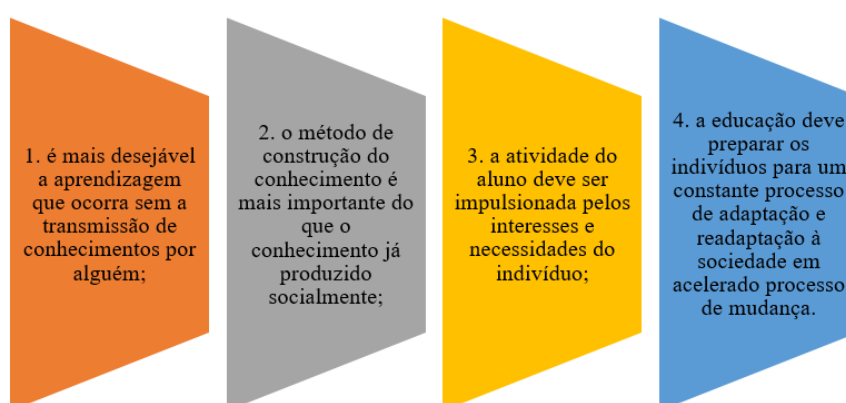 1. é mais desejável
a aprendizagem
que ocorra sem a
transmissão de
conhecimentos por
alguém;
2. o método de
construção do
conhecimento é
mais importante do
que o
conhecimento já
produzido
socialmente;
3. a atividade do
aluno deve ser
impulsionada pelos
interesses e
necessidades do
indivíduo;
4. a educação deve
preparar os
indivíduos para um
constante processo
de adaptação e
readaptação à
sociedade em
acelerado processo
de mudança.